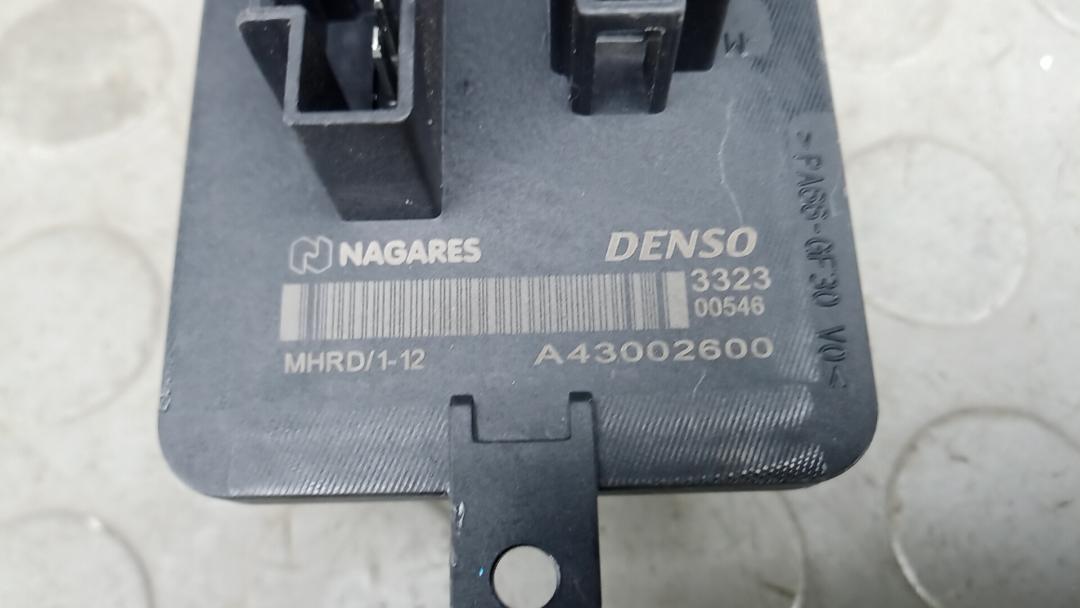 NAGARES
DENSO
3323
00546
MHRD/1-12
A43002600
>PA66-GF30 V0<
M